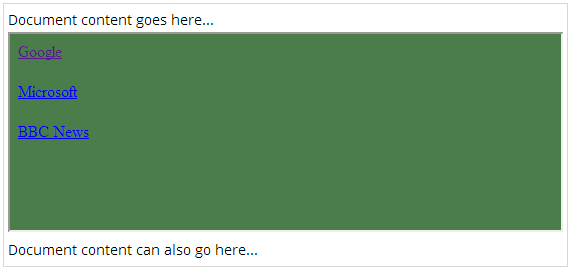 Document content goes here...
Google
Microsoft
BBC News
Document content can also go here...